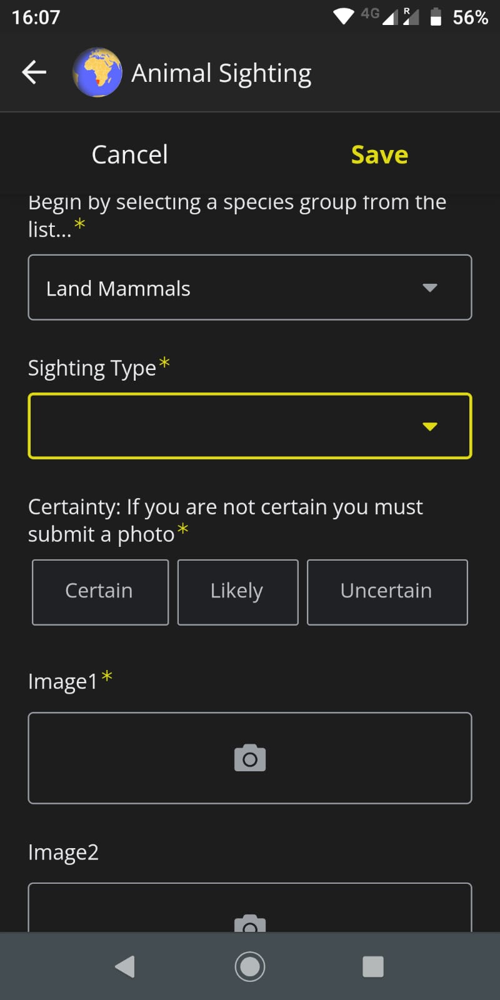 16:07
4G R 56%
Animal Sighting
Cancel Save
Begin by selecting a species group from the
list...*
Land Mammals
Sighting Type*
Certainty: If you are not certain you must
submit a photo*
Certain Likely Uncertain
Image1*
Image2